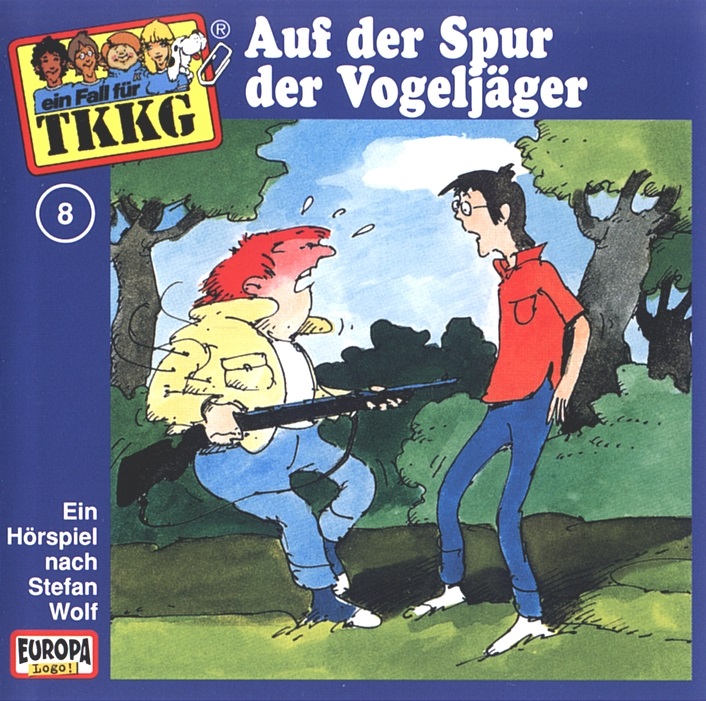 ein Fall für
TKKG
®
Auf der Spur
der Vogeljäger
8
Ein
Hörspiel
nach
Stefan
Wolf
EUROPA
Logo!